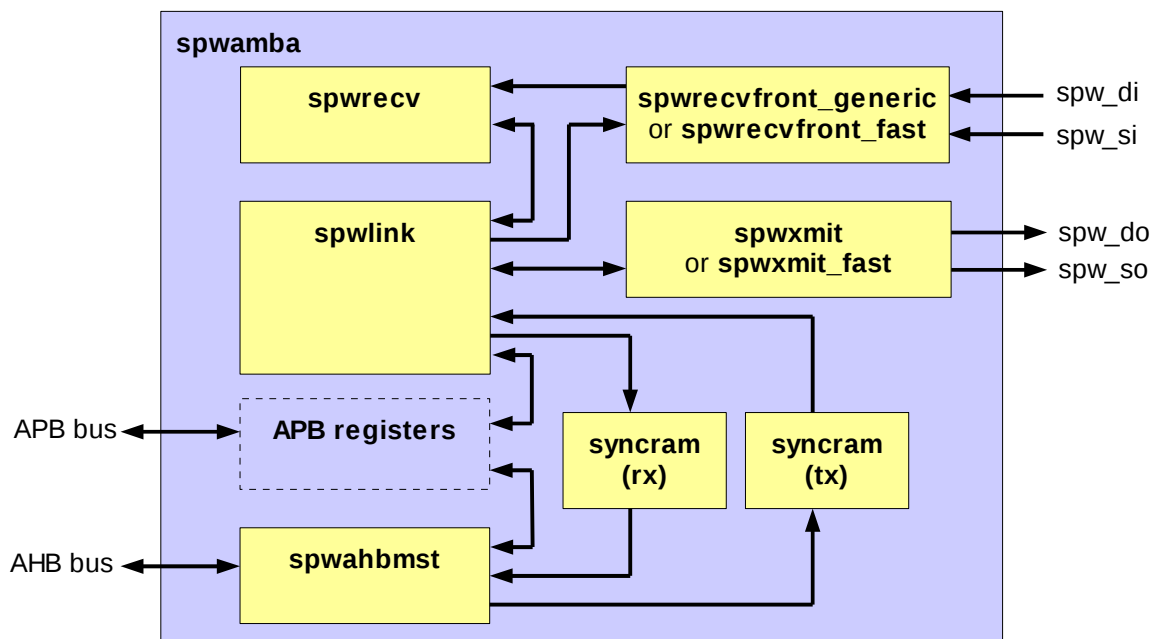 spwamba
spwrecv
spwrecvfront_generic
or spwrecvfront_fast
spw_di
spw_si
spwlink
spwxmit
or spwxmit_fast
spw_do
spw_so
APB bus
APB registers
syncram
(rx)
syncram
(tx)
AHB bus
spwahbmst